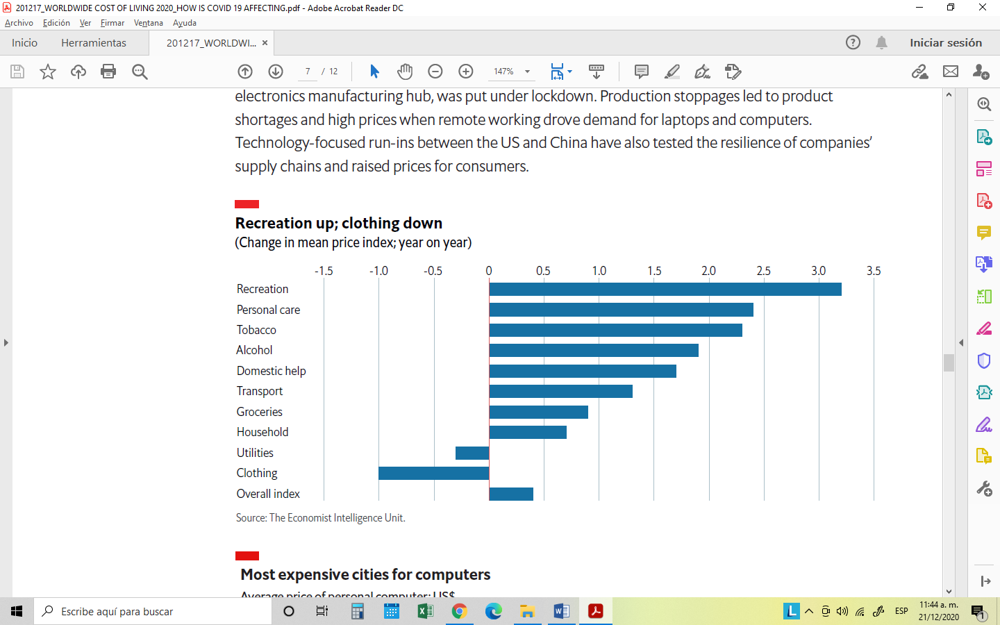 201217_WORLDWIDE COST OF LIVING 2020_HOW IS COVID 19 AFFECTING.pdf - Adobe Acrobat Reader DC
Archivo Edición Ver Firmar Ventana Ayuda
Inicio Herramientas 201217_WORLDWI... × Iniciar sesión
7 / 12 147%
electronics manufacturing hub, was put under lockdown. Production stoppages led to product
shortages and high prices when remote working drove demand for laptops and computers.
Technology-focused run-ins between the US and China have also tested the resilience of companies’
supply chains and raised prices for consumers.
Recreation up; clothing down
(Change in mean price index; year on year)
-1.5 -1.0 -0.5 0 0.5 1.0 1.5 2.0 2.5 3.0 3.5
Recreation
Personal care
Tobacco
Alcohol
Domestic help
Transport
Groceries
Household
Utilities
Clothing
Overall index
Source: The Economist Intelligence Unit.
Most expensive cities for computers
Average price of personal computer; US$
Escribe aquí para buscar
L ESP 11:44 a. m.
21/12/2020
1